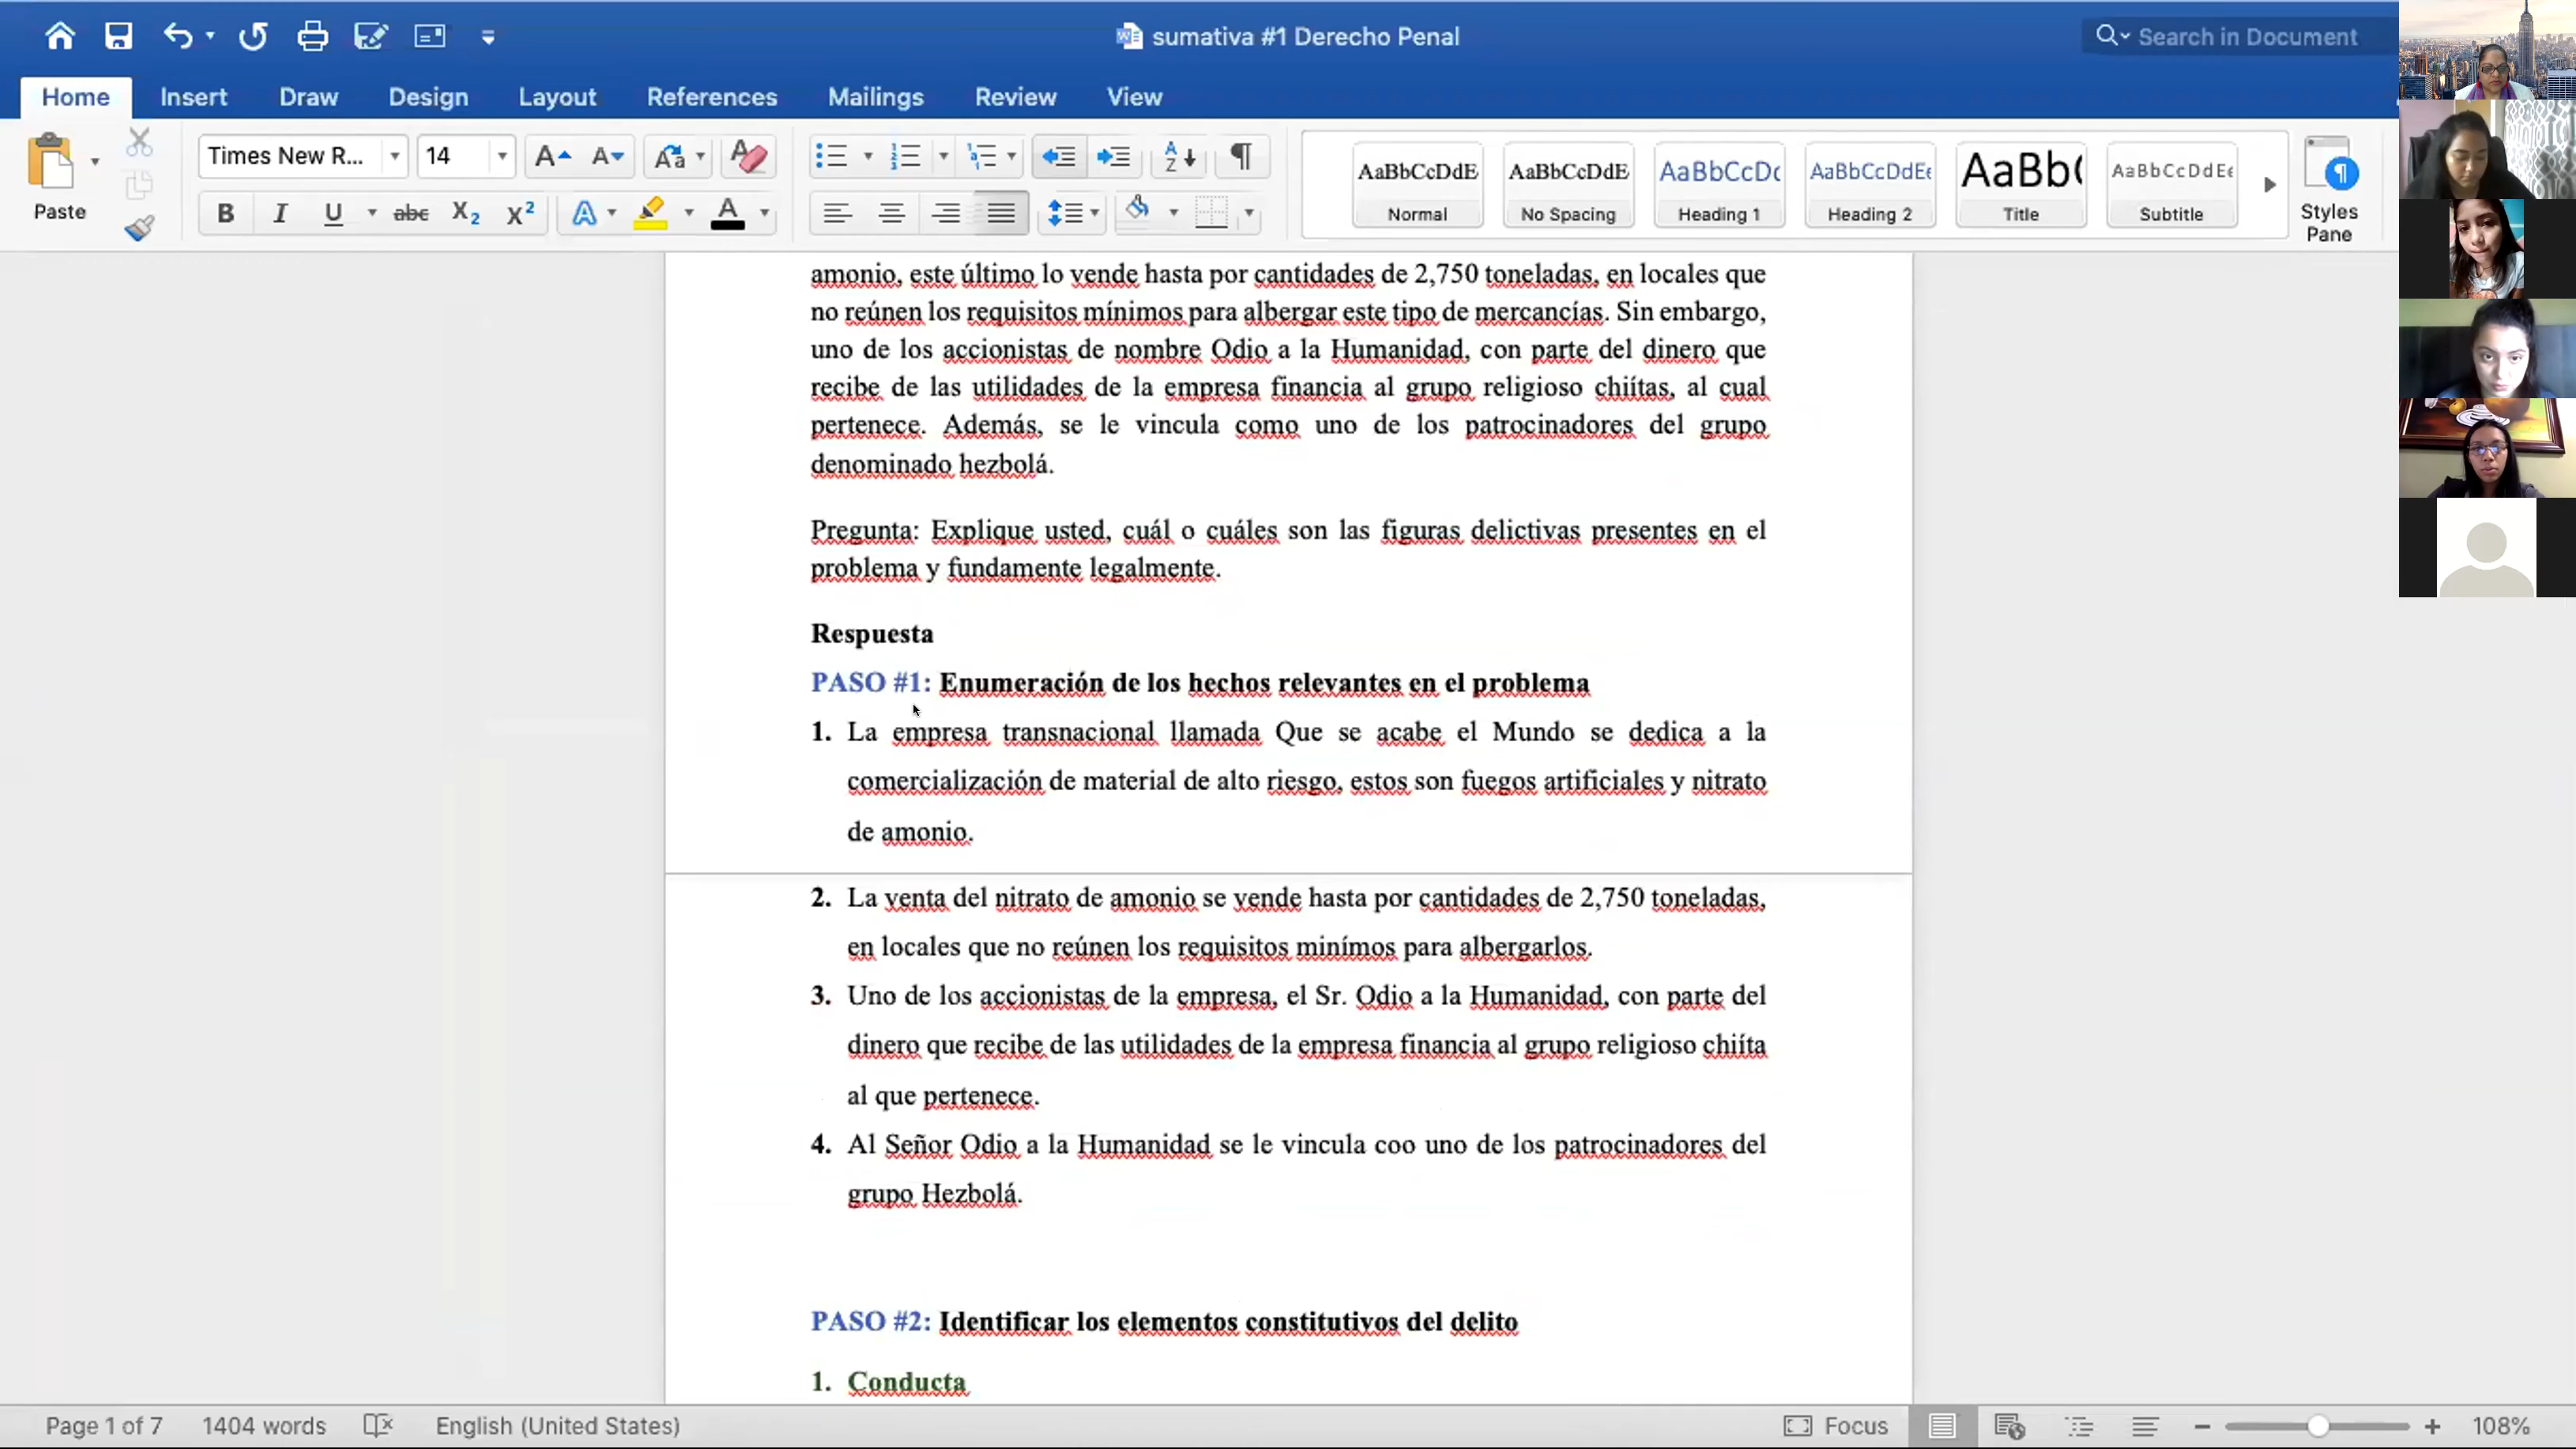 sumativa #1 Derecho Penal
Search in Document
Home Insert Draw Design Layout References Mailings Review View
Paste
Times New R... 14
AaBbCcDdE AaBbCcDdE AaBbCcDc AaBbCcDdEe AaBb( AaBbCcDdEe
Normal No Spacing Heading 1 Heading 2 Title Subtitle
Styles
Pane
amonio, este último lo vende hasta por cantidades de 2,750 toneladas, en locales que
no reúnen los requisitos mínimos para albergar este tipo de mercancías. Sin embargo,
uno de los accionistas de nombre Odio a la Humanidad, con parte del dinero que
recibe de las utilidades de la empresa financia al grupo religioso chiítas, al cual
pertenece. Además, se le vincula como uno de los patrocinadores del grupo
denominado hezbolá.
Pregunta: Explique usted, cuál o cuáles son las figuras delictivas presentes en el
problema y fundamente legalmente.
Respuesta
PASO #1: Enumeración de los hechos relevantes en el problema
1. La empresa transnacional llamada Que se acabe el Mundo se dedica a la
comercialización de material de alto riesgo, estos son fuegos artificiales y nitrato
de amonio.
2. La venta del nitrato de amonio se vende hasta por cantidades de 2,750 toneladas,
en locales que no reúnen los requisitos minímos para albergarlos.
3. Uno de los accionistas de la empresa, el Sr. Odio a la Humanidad, con parte del
dinero que recibe de las utilidades de la empresa financia al grupo religioso chiíta
al que pertenece.
4. Al Señor Odio a la Humanidad se le vincula coo uno de los patrocinadores del
grupo Hezbolá.
PASO #2: Identificar los elementos constitutivos del delito
1. Conducta
Page 1 of 7 1404 words English (United States) Focus 108%